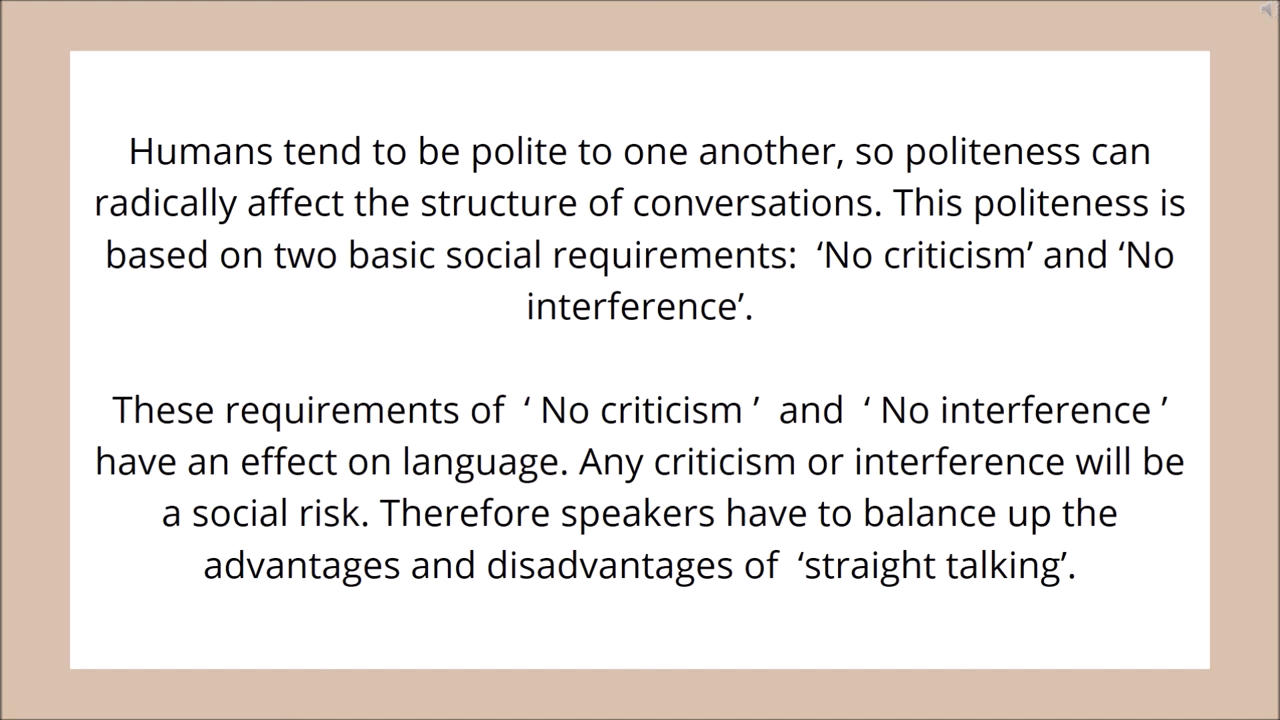 Humans tend to be polite to one another, so politeness can
radically affect the structure of conversations. This politeness is
based on two basic social requirements:  ‘No criticism’ and ‘No
interference’.
These requirements of  ‘ No criticism ’  and  ‘ No interference ’
have an effect on language. Any criticism or interference will be
a social risk. Therefore speakers have to balance up the
advantages and disadvantages of  ‘straight talking’.